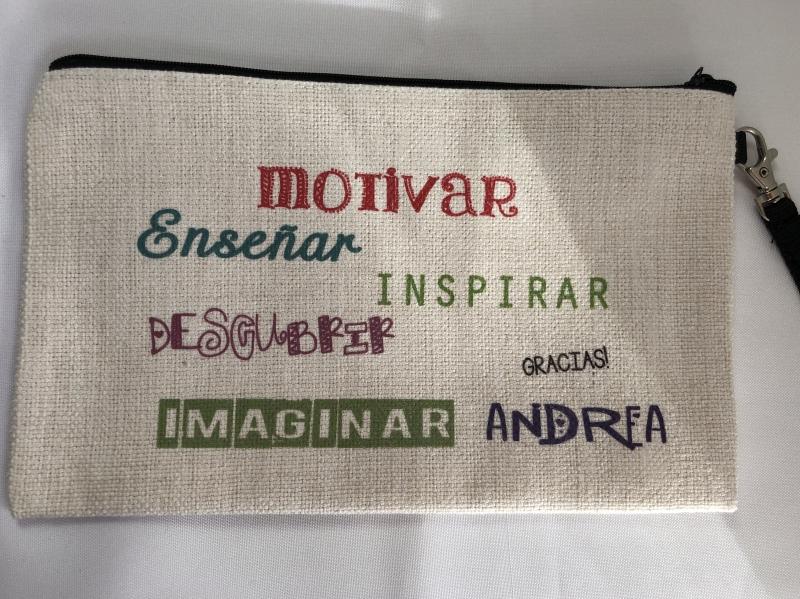 MOTIVAR
Enseñar
INSPIRAR
DESCUBRIR
GRACIAS!
IMAGINAR
ANDREA